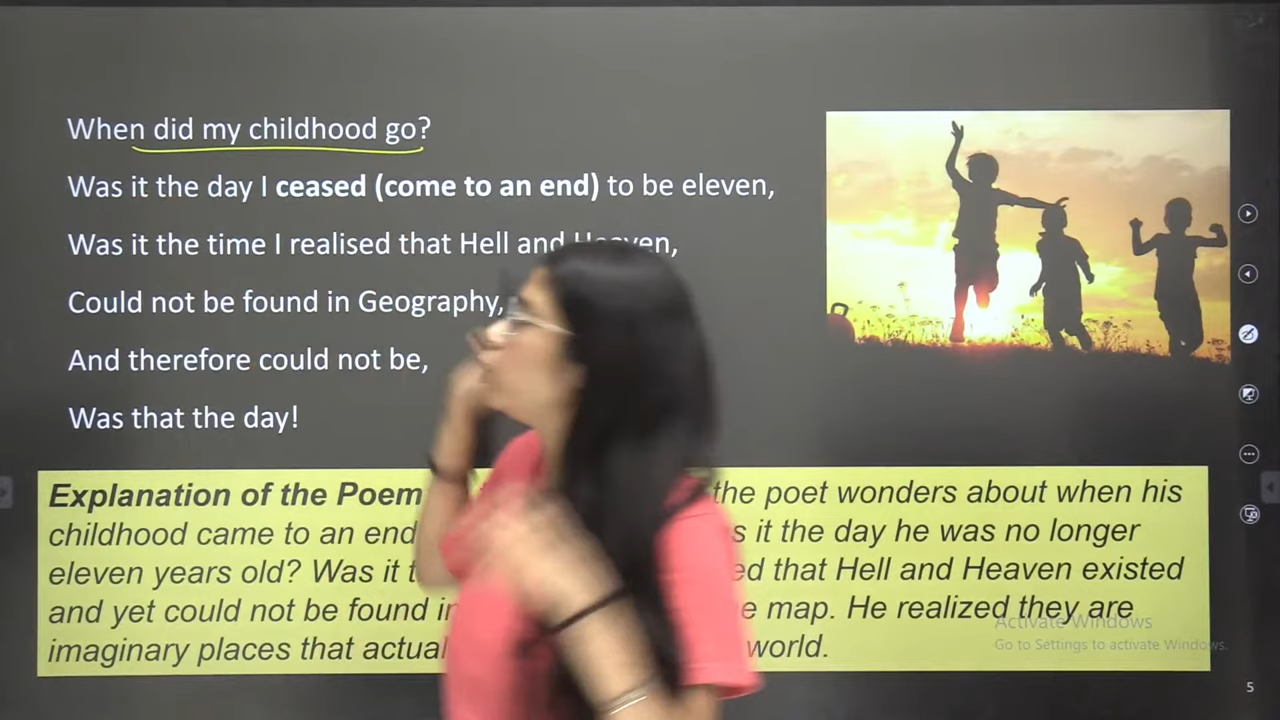 When did my childhood go?
Was it the day I ceased (come to an end) to be eleven,
Was it the time I realised that Hell and Heaven,
Could not be found in Geography,
And therefore could not be,
Was that the day!
Explanation of the Poem the poet wonders about when his
childhood came to an end it the day he was no longer
eleven years old? Was it that Hell and Heaven existed
and yet could not be found map. He realized they are
imaginary places that world.
Activate Windows
Go to Settings to activate Windows.
5